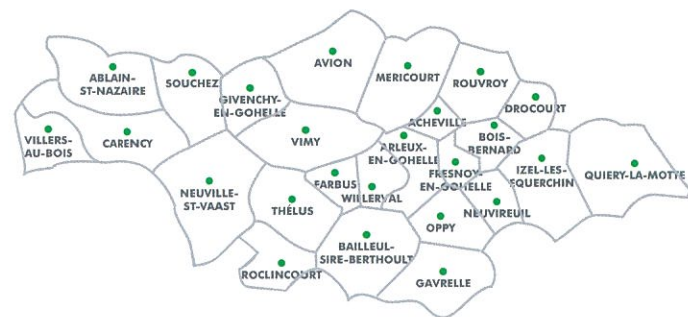 AVION
MERICOURT
ROUVROY
ABLAIN-
ST-NAZAIRE
SOUCHEZ
GIVENCHY-
EN-GOHELLE
DROCOURT
ACHEVILLE
VILLERS-
AU-BOIS
CARENCY
VIMY
ARLEUX-
EN-GOHELLE
BOIS-
BERNARD
FRESNOY-
EN-GOHELLE
IZEL-LES-
EQUERCHIN
QUIERY-LA-MOTTE
NEUVILLE-
ST-VAAST
FARBUS
WILLERVAL
THÉLUS
NEUVIREUIL
OPPY
BAILLEUL-
SIRE-BERTHOULT
ROCLINCOURT
GAVRELLE